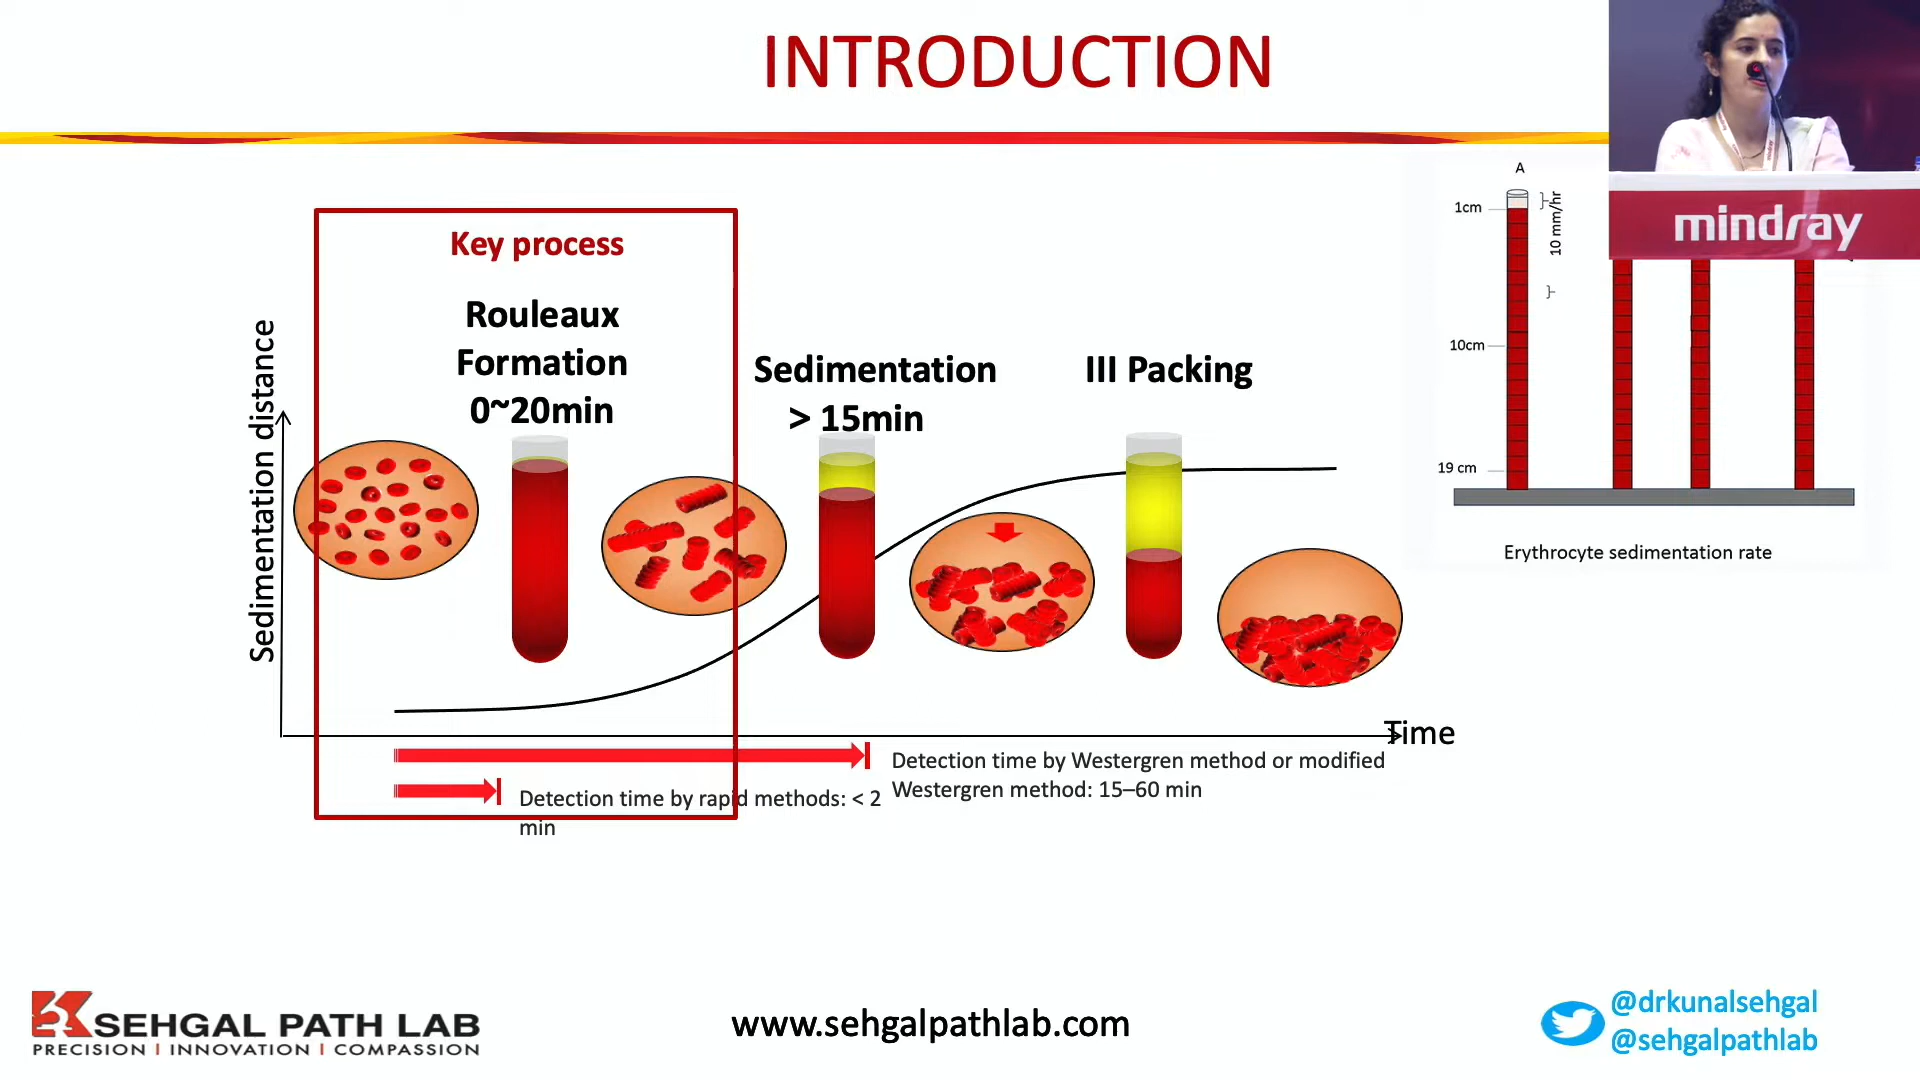 INTRODUCTION
A
1cm
10 mm/hr
mindray
Key process
Rouleaux
Formation
0~20min
Sedimentation
> 15min
III Packing
10cm
19 cm
Erythrocyte sedimentation rate
Sedimentation distance
Time
Detection time by Westergren method or modified
Westergren method: 15–60 min
Detection time by rapid methods: < 2
min
SEHGAL PATH LAB
PRECISION I INNOVATION I COMPASSION
www.sehgalpathlab.com
@drkunalsehgal
@sehgalpathlab